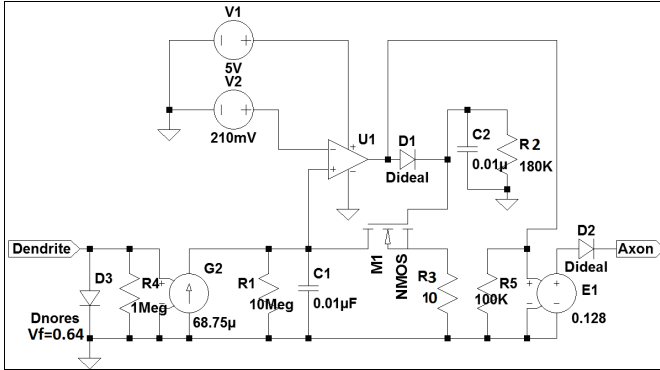 V1
5V
V2
210mV
U1
D1
Dideal
C2
0.01µ
R2
180K
Dendrite
D3
Dnores
Vf=0.64
R4
1Meg
G2
68.75µ
R1
10Meg
C1
0.01µF
M1
NMOS
R3
10
R5
100K
D2
Dideal
E1
0.128
Axon